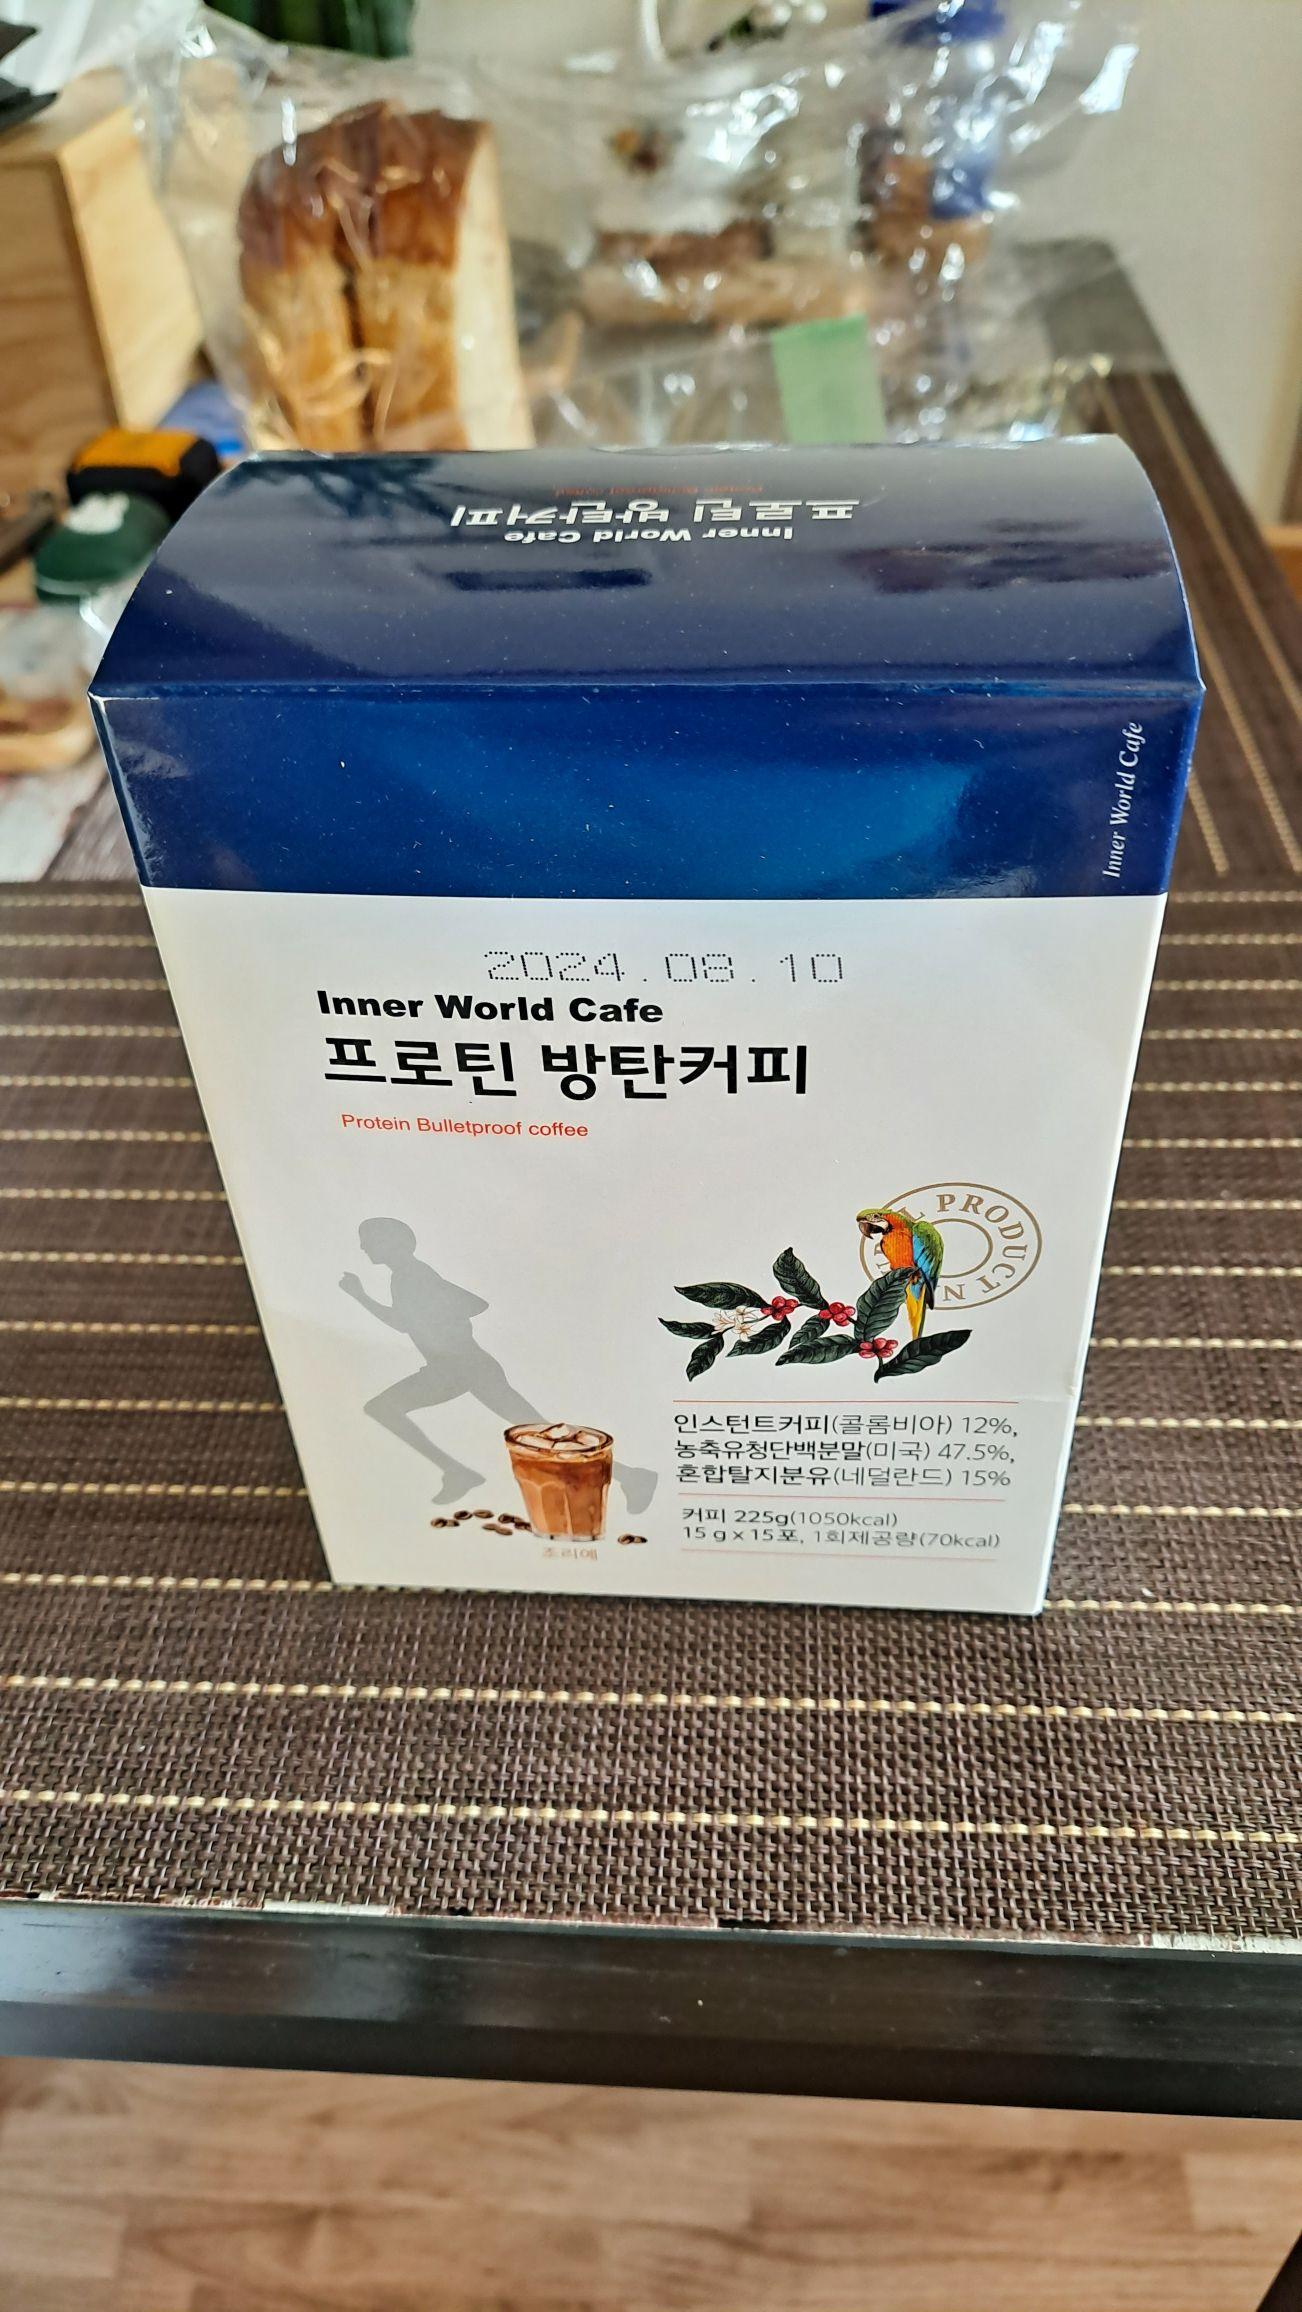 Protein Bulletproof coffee
프로틴 방탄커피
Inner World Cafe
Inner World Cafe
2024.08.10
Inner World Cafe
프로틴 방탄커피
Protein Bulletproof coffee
PRODUCT
인스턴트커피(콜롬비아) 12%,
농축유청단백분말(미국) 47.5%,
혼합탈지분유(네덜란드) 15%
커피 225g(1050kcal)
15 g x 15포, 1회제공량(70kcal)
조리예